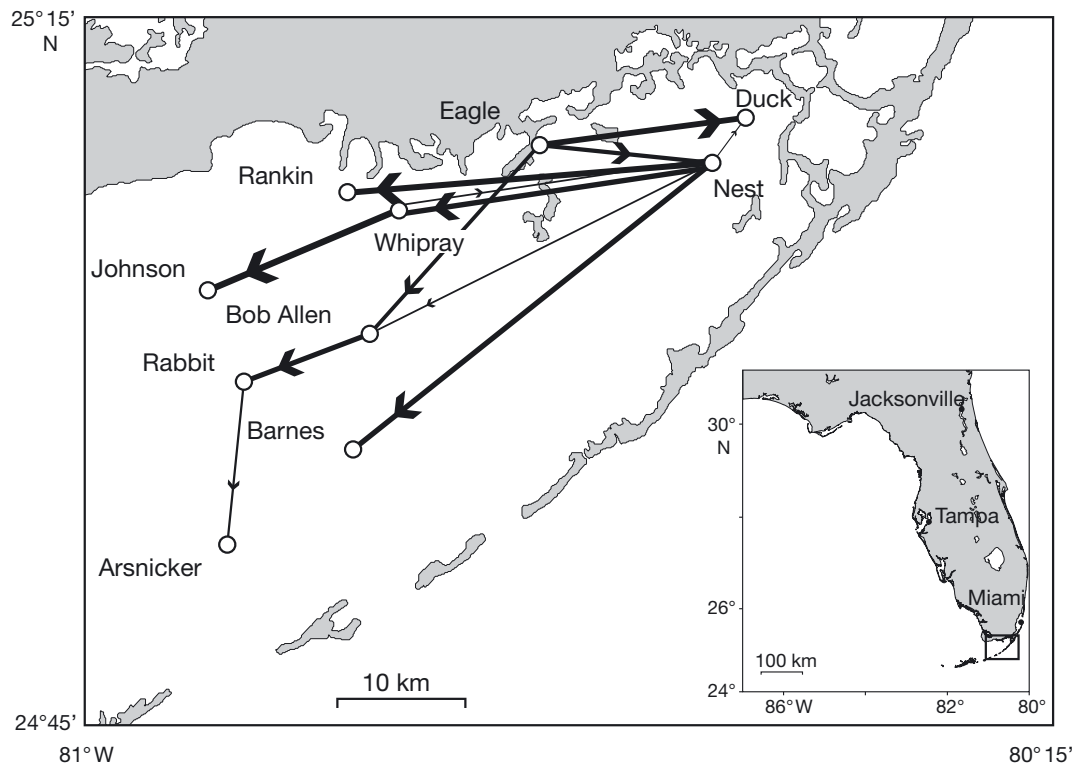 25°15’
N
Duck
Eagle
Rankin
Nest
Whipray
Johnson
Bob Allen
Rabbit
Barnes
Jacksonville
30°
N
Tampa
Arsnicker
Miami
26°
100 km
10 km
24°
86°W
82°
80°
24°45’
81°W
80°15’